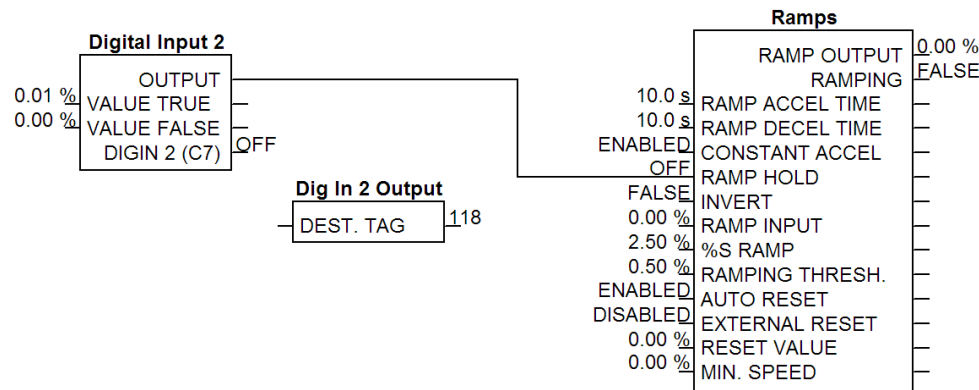 Digital Input 2
OUTPUT
0.01 % VALUE TRUE
0.00 % VALUE FALSE
DIGIN 2 (C7) OFF
Dig In 2 Output
DEST. TAG 118
Ramps
RAMP OUTPUT 0.00 %
RAMPING FALSE
10.0 s RAMP ACCEL TIME
10.0 s RAMP DECEL TIME
ENABLED CONSTANT ACCEL
OFF RAMP HOLD
FALSE INVERT
0.00 % RAMP INPUT
2.50 % %S RAMP
0.50 % RAMPING THRESH.
ENABLED AUTO RESET
DISABLED EXTERNAL RESET
0.00 % RESET VALUE
0.00 % MIN. SPEED